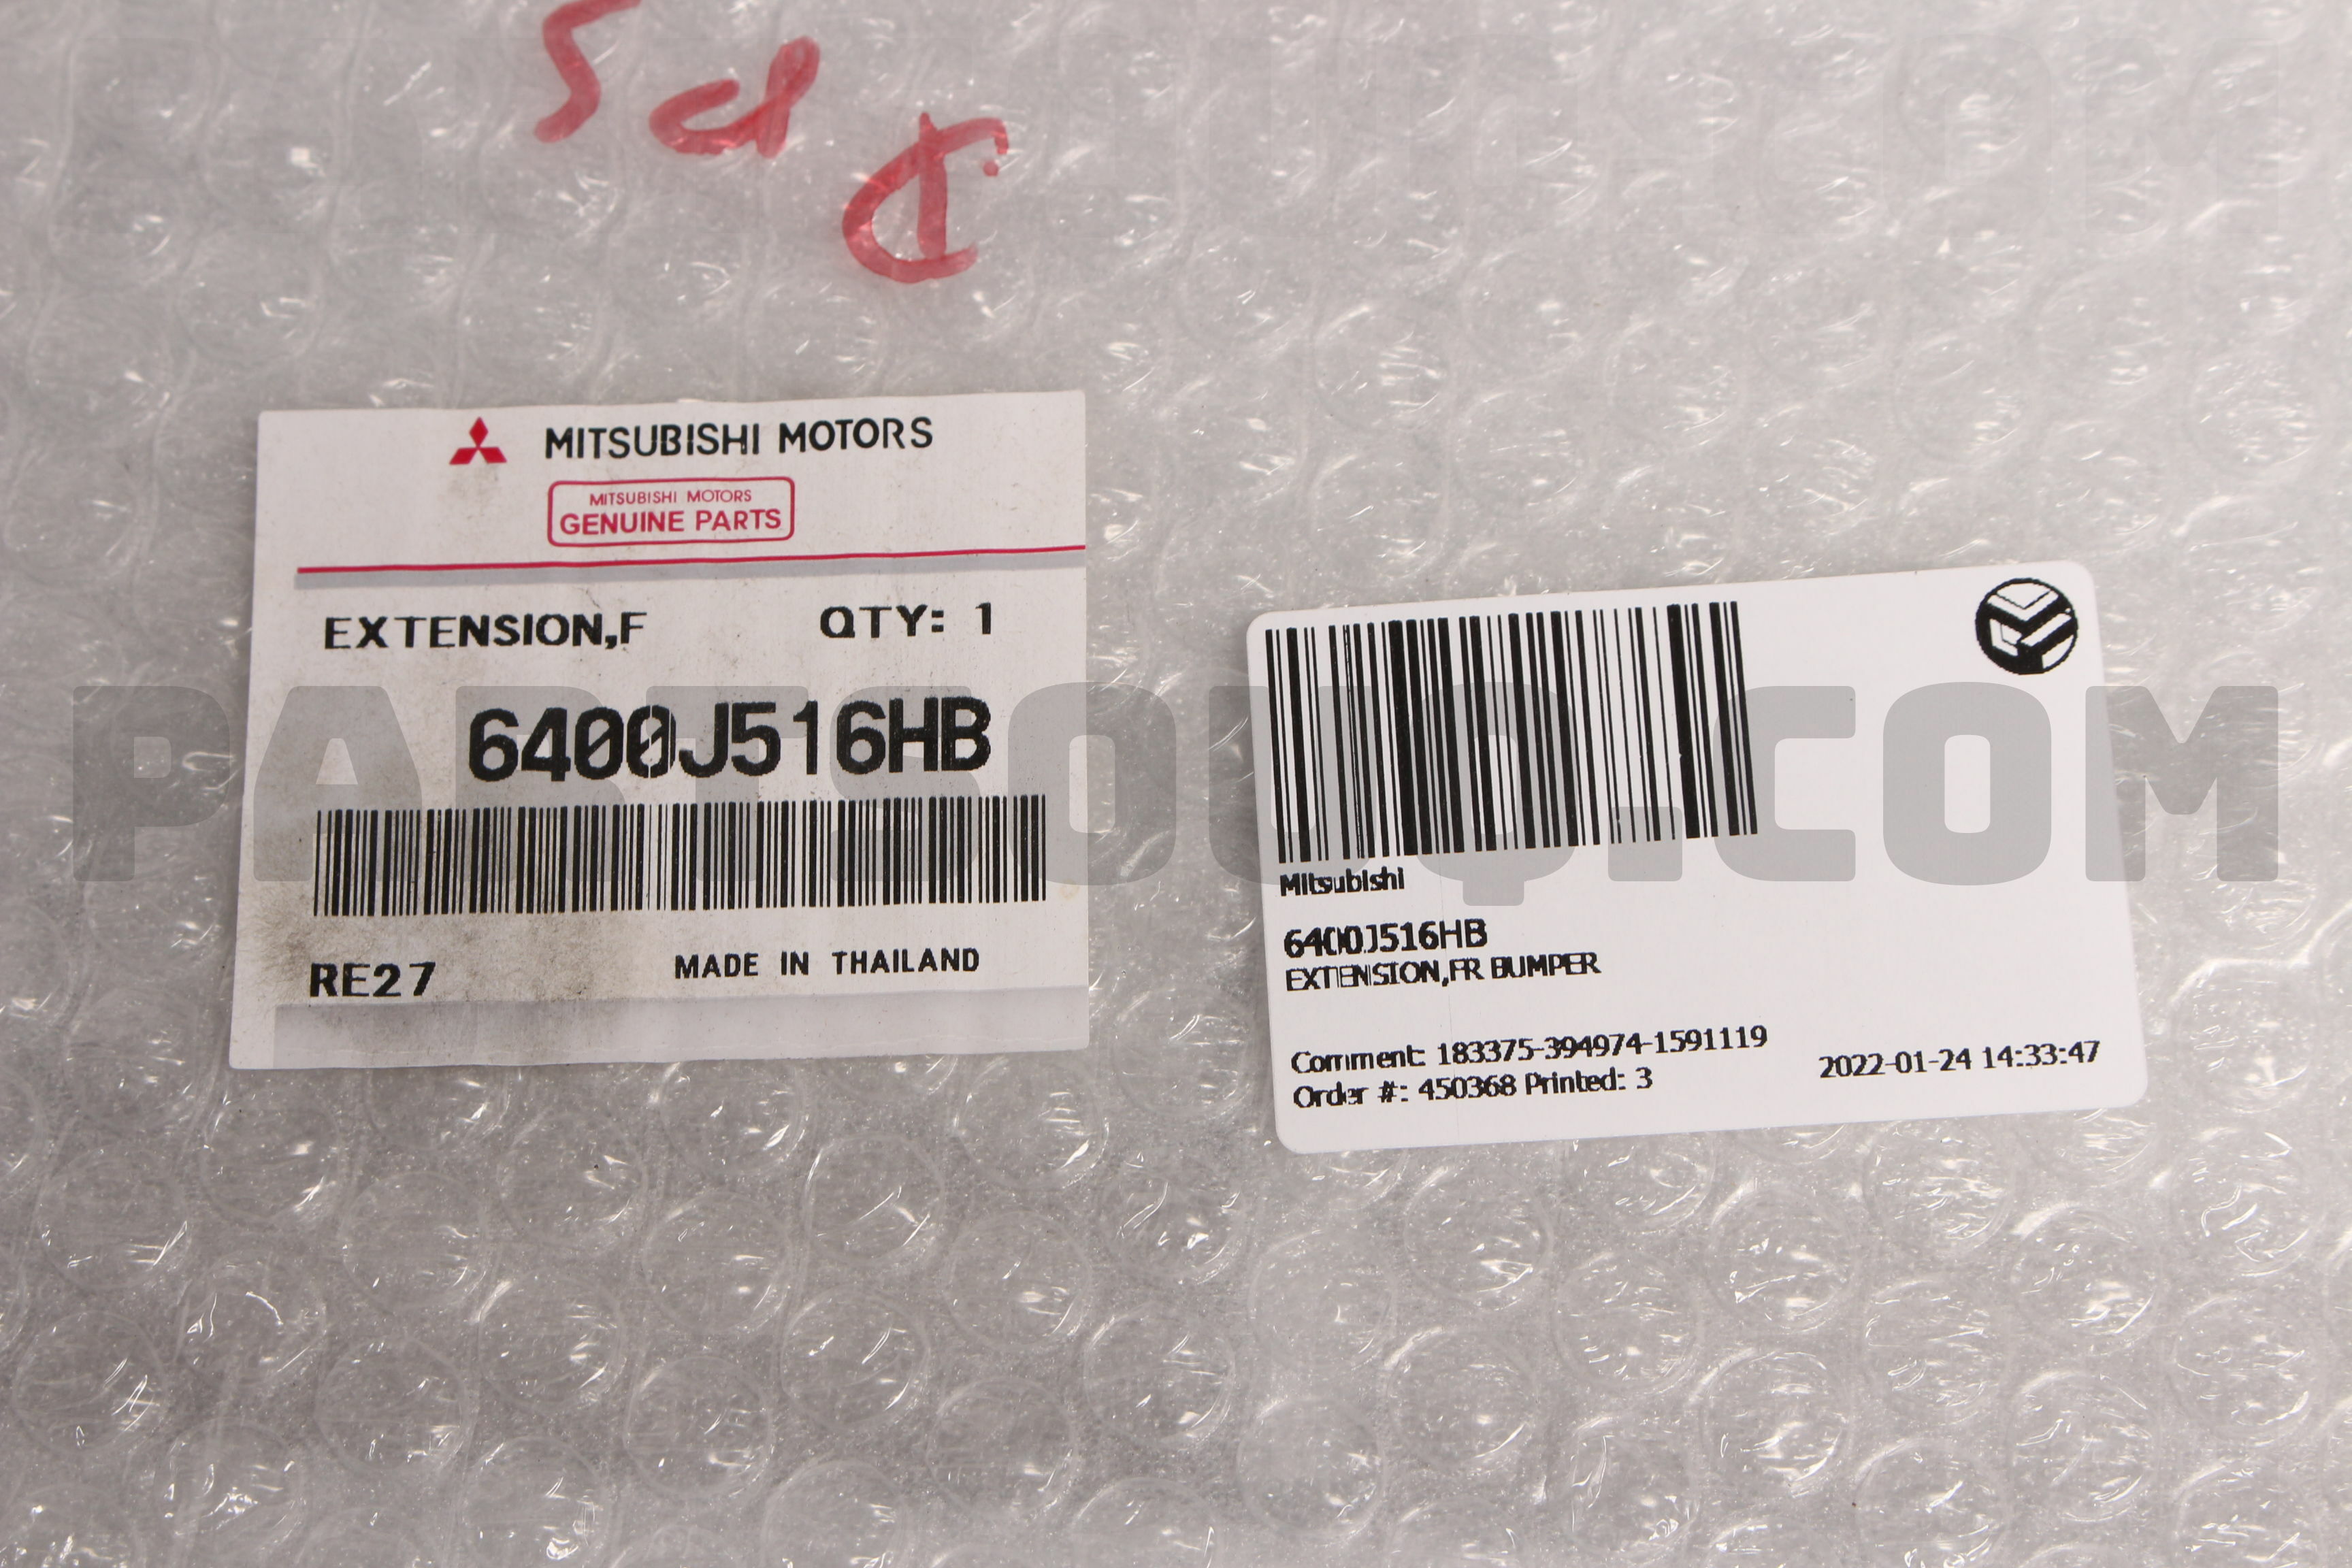 MITSUBISHI MOTORS
MITSUBISHI MOTORS
GENUINE PARTS
EXTENSION,F QTY: 1
6400J516HB
RE27 MADE IN THAILAND
Mitsubishi
6400J516HB
EXTENSION,FR BUMPER
Comment: 183375-394974-1591119
Order #: 450368 Printed: 3
2022-01-24 14:33:47
PARTSOUQ.COM